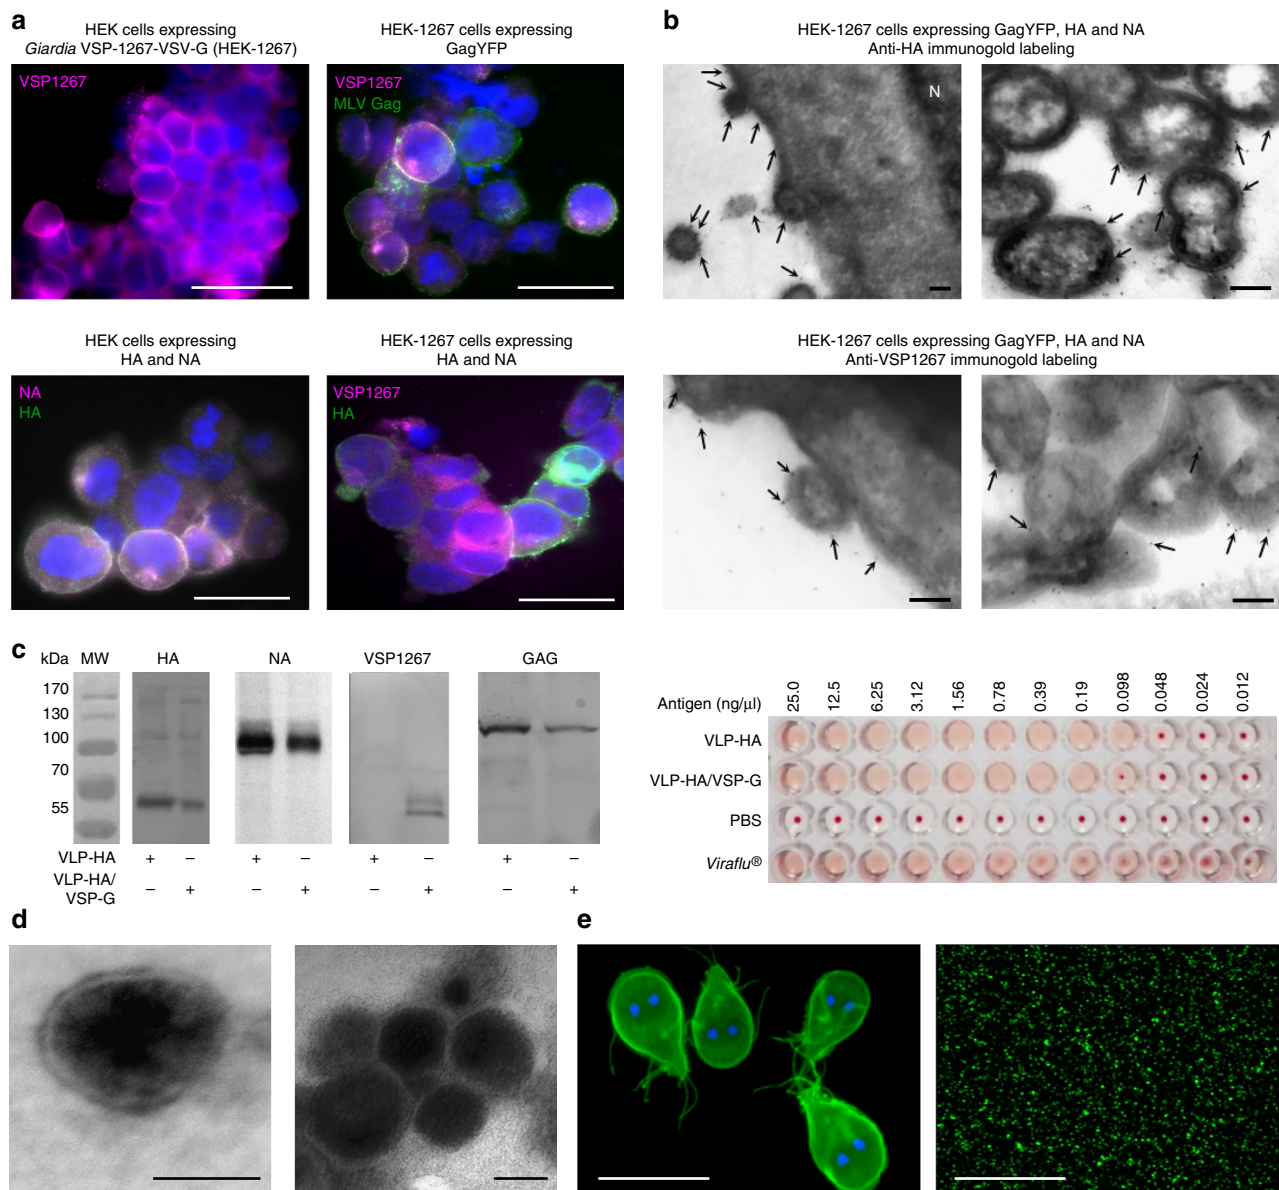 a
HEK cells expressing
Giardia VSP-1267-VSV-G (HEK-1267)
VSP1267
HEK-1267 cells expressing
GagYFP
VSP1267
MLV Gag
HEK cells expressing
HA and NA
NA
HA
HEK-1267 cells expressing
HA and NA
VSP1267
HA
b
HEK-1267 cells expressing GagYFP, HA and NA
Anti-HA immunogold labeling
N
HEK-1267 cells expressing GagYFP, HA and NA
Anti-VSP1267 immunogold labeling
c
kDa MW HA NA VSP1267 GAG
170
130
100
70
55
VLP-HA + – + – + – + –
VLP-HA/
VSP-G – + – + – + – +
Antigen (ng/μl) 25.0 12.5 6.25 3.12 1.56 0.78 0.39 0.19 0.098 0.048 0.024 0.012
VLP-HA
VLP-HA/VSP-G
PBS
Viraflu®
d
e